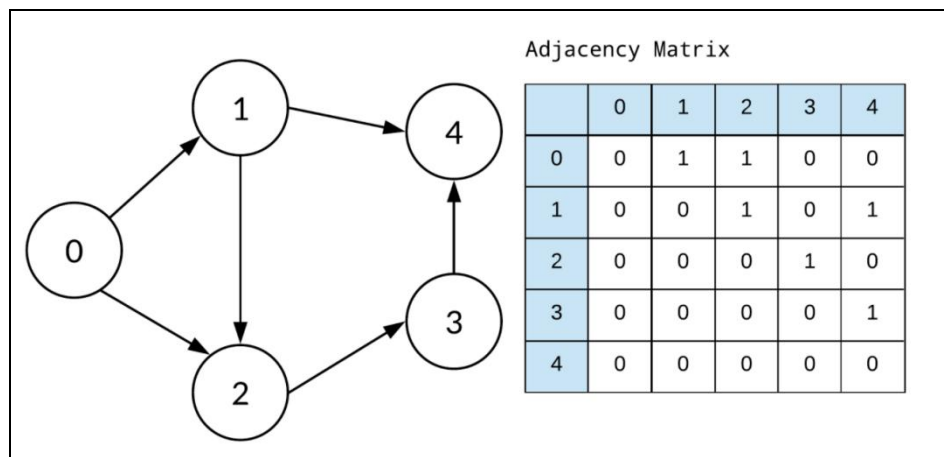 Adjacency Matrix
1
4
0
3
2
0 1 2 3 4
0 0 1 1 0 0
1 0 0 1 0 1
2 0 0 0 1 0
3 0 0 0 0 1
4 0 0 0 0 0